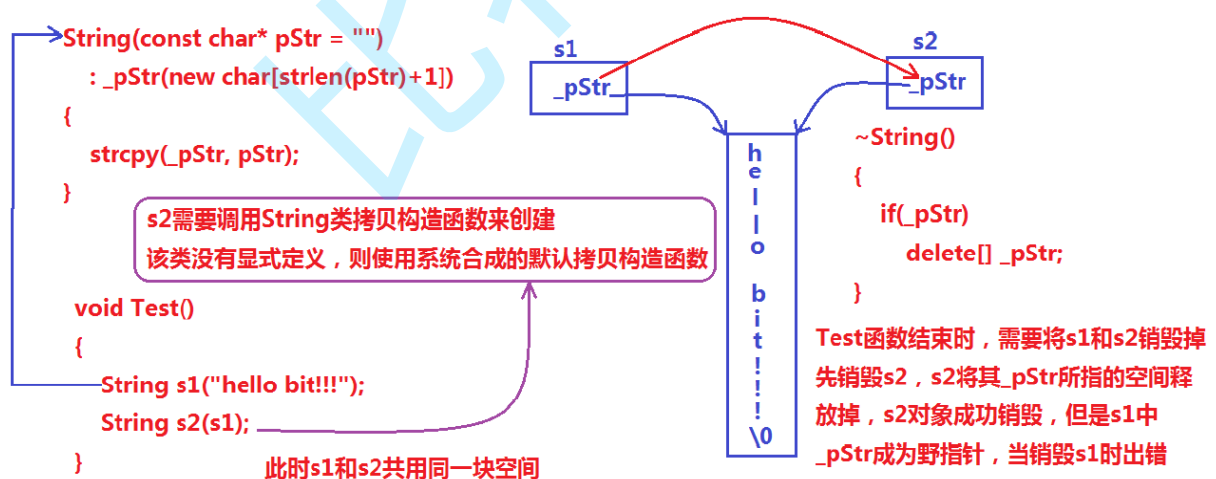 String(const char* pStr = "")
: _pStr(new char[strlen(pStr)+1])
{
strcpy(_pStr, pStr);
}
s2需要调用String类拷贝构造函数来创建
该类没有显式定义，则使用系统合成的默认拷贝构造函数
void Test()
{
String s1("hello bit!!!");
String s2(s1);
}
此时s1和s2共用同一块空间
s1
_pStr
s2
_pStr
h
e
l
l
o
b
i
t
!
!
!
\0
~String()
{
if(_pStr)
delete[] _pStr;
}
Test函数结束时，需要将s1和s2销毁掉
先销毁s2，s2将其_pStr所指的空间释
放掉，s2对象成功销毁，但是s1中
_pStr成为野指针，当销毁s1时出错